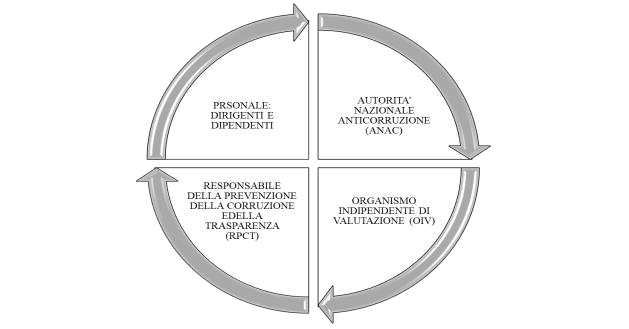 PRSONALE:
DIRIGENTI E
DIPENDENTI
AUTORITA'
NAZIONALE
ANTICORRUZIONE
(ANAC)
RESPONSABILE
DELLA PREVENZIONE
DELLA CORRUZIONE
EDELLA
TRASPARENZA
(RPCT)
ORGANISMO
INDIPENDENTE DI
VALUTAZIONE (OIV)